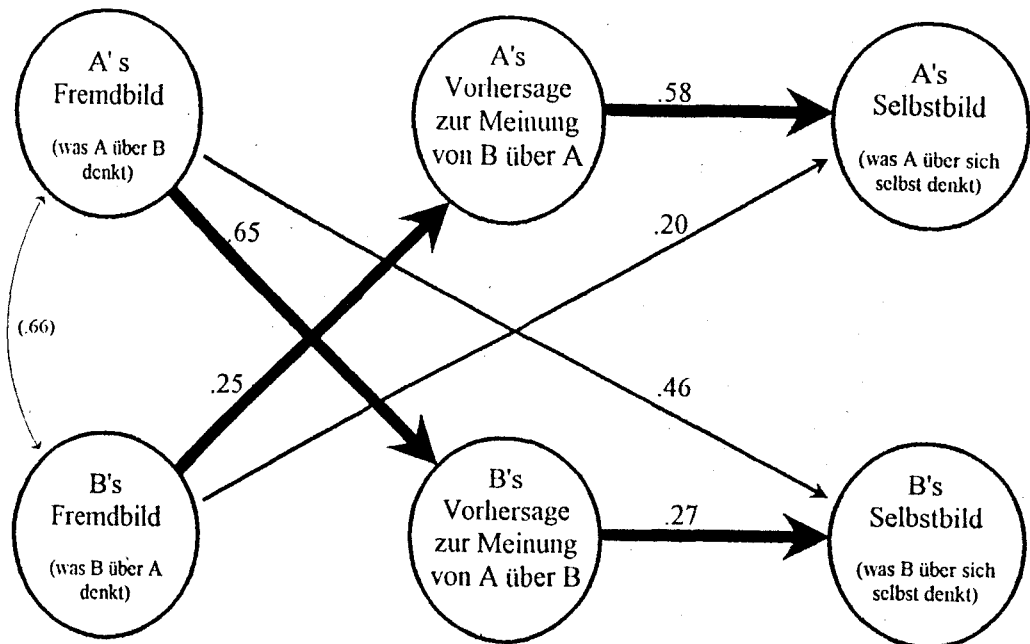 A's
Fremdbild
(was A über B
denkt)
A's
Vorhersage
zur Meinung
von B über A
.58
A's
Selbstbild
(was A über sich
selbst denkt)
.65
.20
(.66)
.25
.46
B's
Fremdbild
(was B über A
denkt)
B's
Vorhersage
zur Meinung
von A über B
.27
B's
Selbstbild
(was B über sich
selbst denkt)